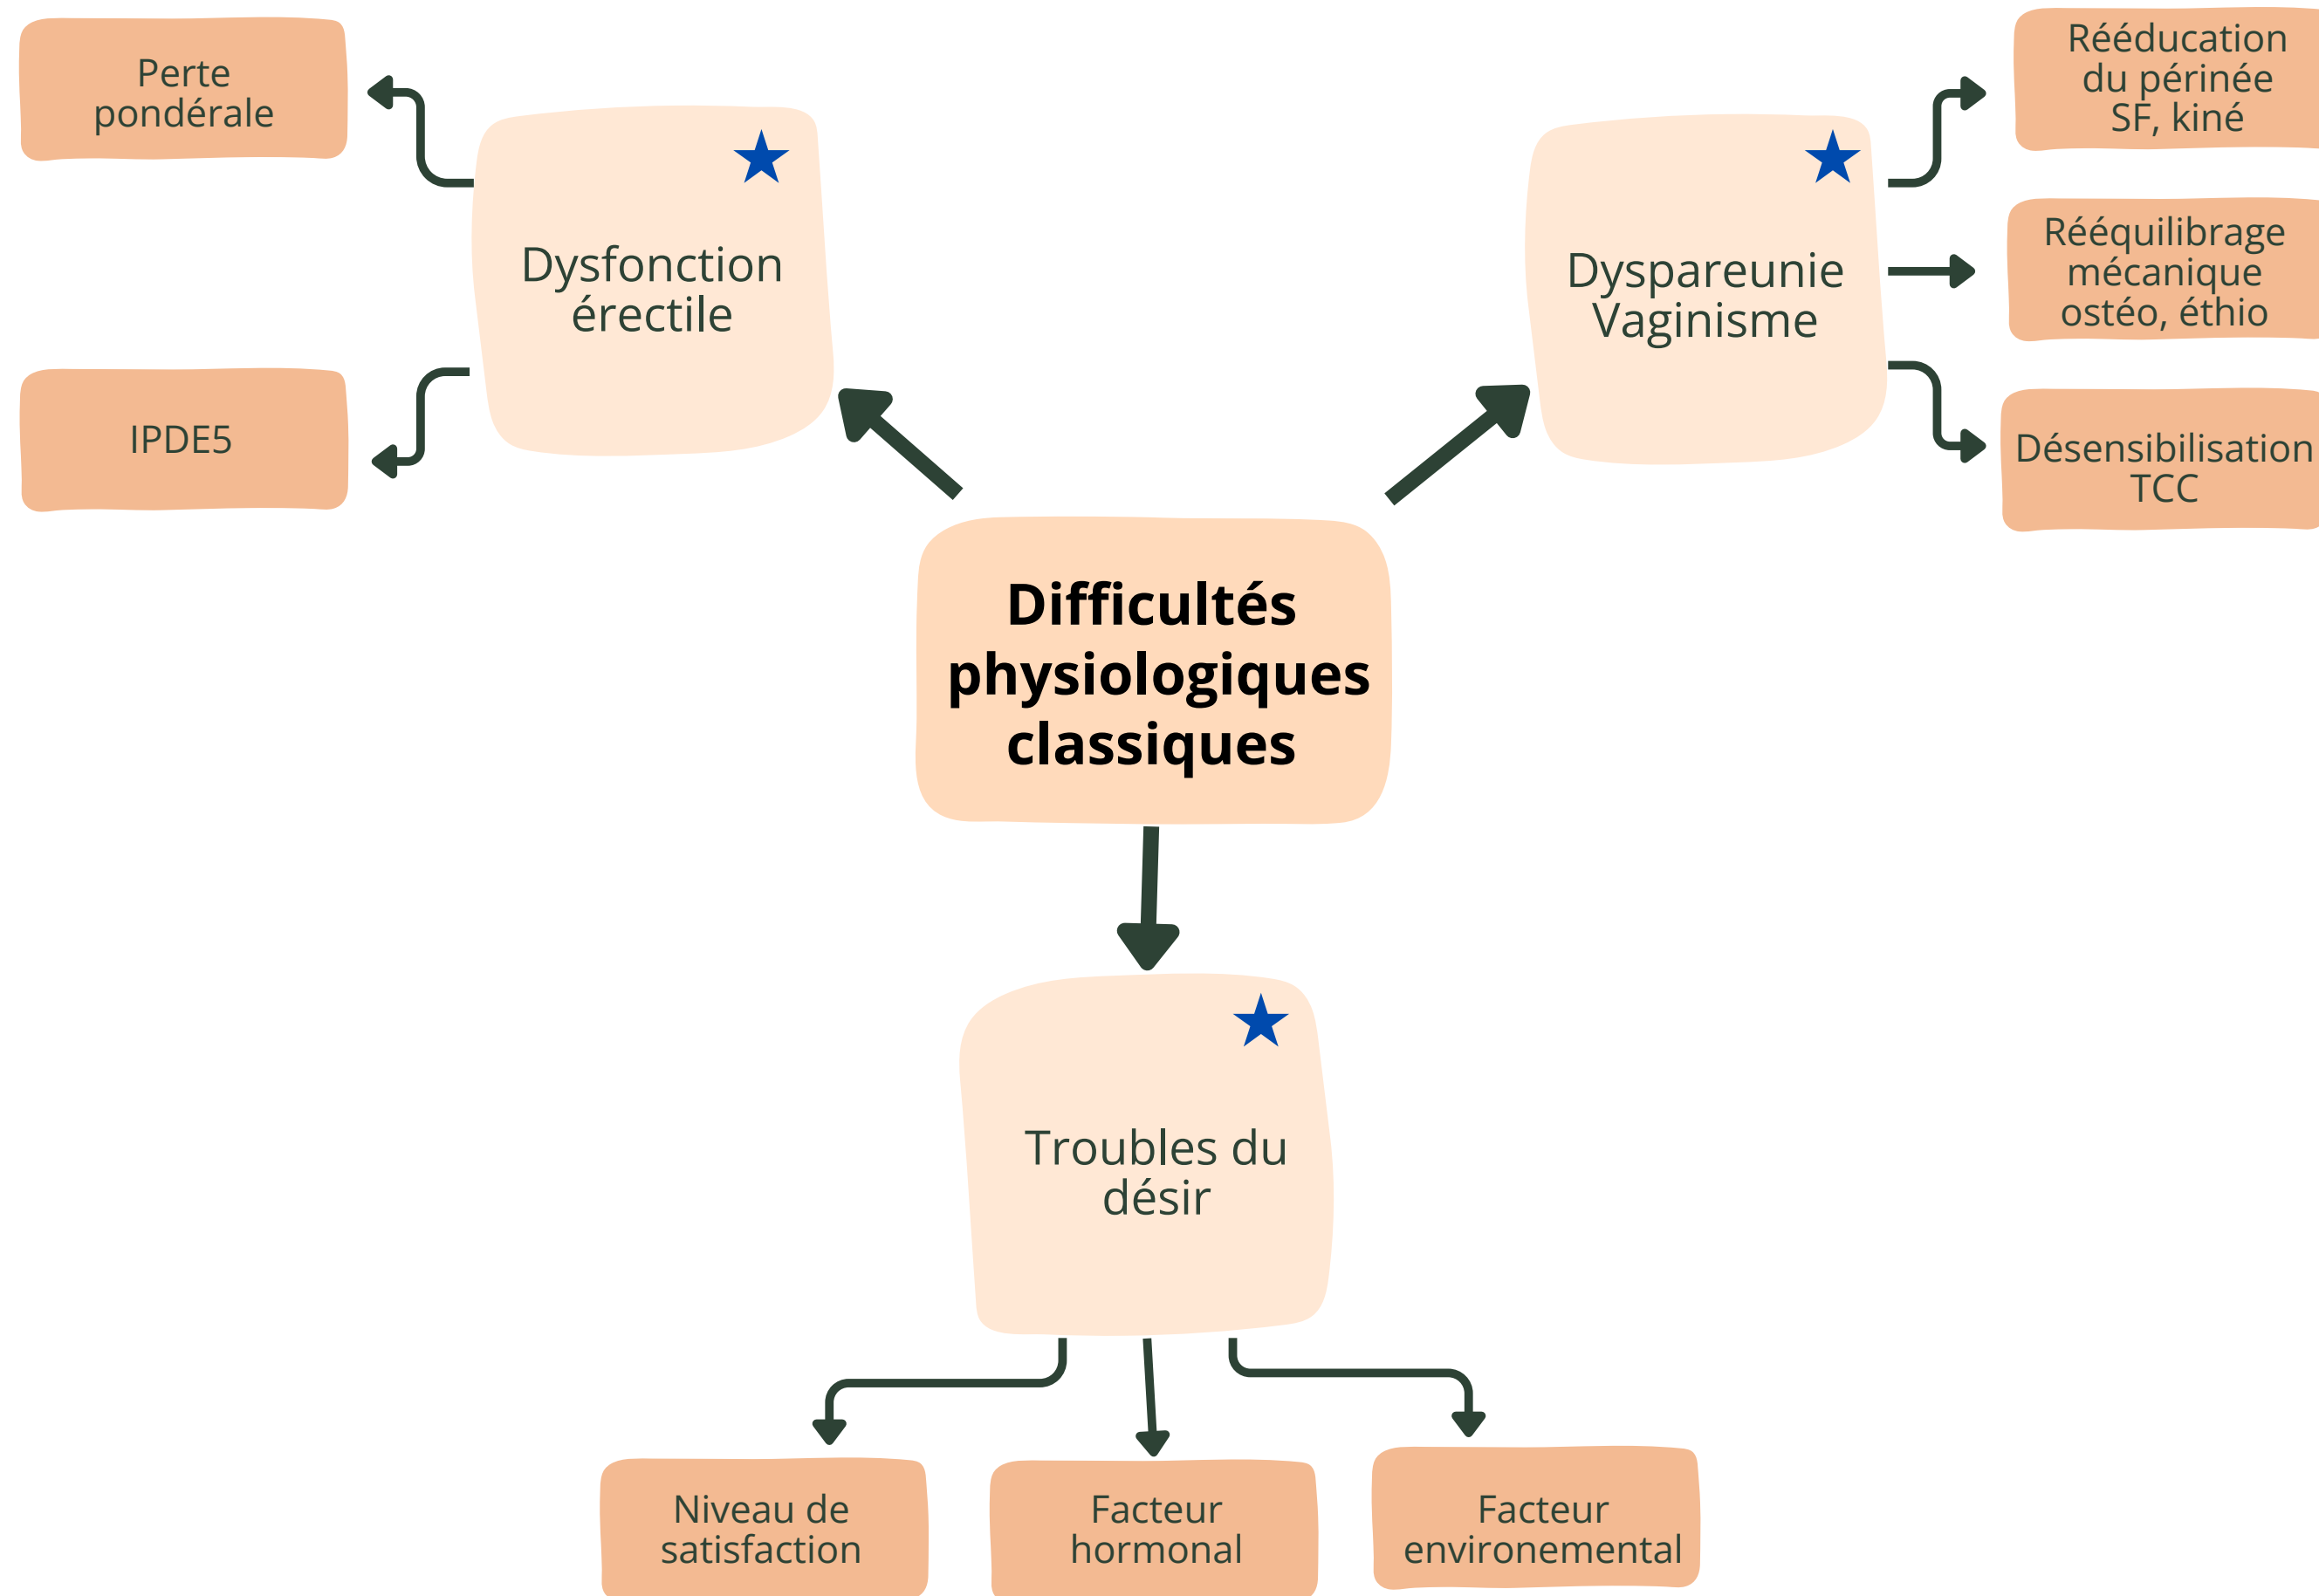 Perte
pondérale
IPDE5
Dysfonction
érectile
Dyspareunie
Vaginisme
Rééducation
du périnée
SF, kiné
Rééquilibrage
mécanique
ostéo, éthio
Désensibilisation
TCC
Difficultés
physiologiques
classiques
Troubles du
désir
Niveau de
satisfaction
Facteur
hormonal
Facteur
environemental